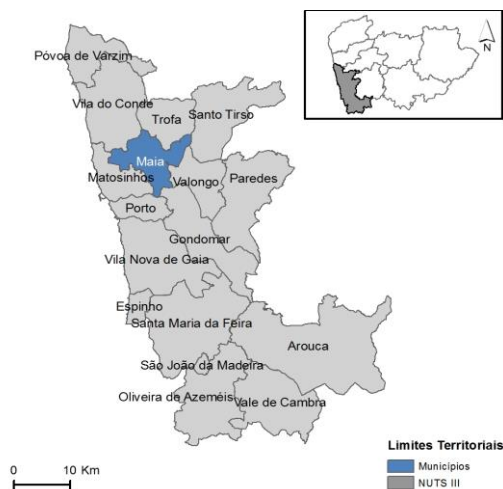 N
Póvoa de Varzim
Vila do Conde
Trofa
Santo Tirso
Maia
Matosinhos
Valongo
Paredes
Porto
Gondomar
Vila Nova de Gaia
Espinho
Santa Maria da Feira
Arouca
São João da Madeira
Oliveira de Azeméis
Vale de Cambra
Limites Territoriais
Municípios
NUTS III
0 10 Km